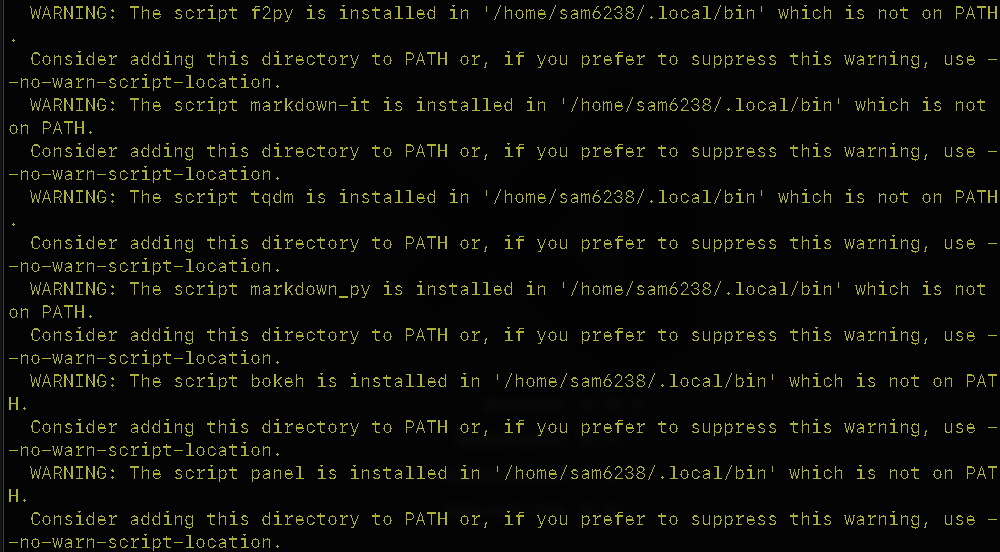 WARNING: The script f2py is installed in '/home/sam6238/.local/bin' which is not on PATH
.
Consider adding this directory to PATH or, if you prefer to suppress this warning, use -
-no-warn-script-location.
WARNING: The script markdown-it is installed in '/home/sam6238/.local/bin' which is not
on PATH.
Consider adding this directory to PATH or, if you prefer to suppress this warning, use -
-no-warn-script-location.
WARNING: The script tqdm is installed in '/home/sam6238/.local/bin' which is not on PATH
.
Consider adding this directory to PATH or, if you prefer to suppress this warning, use -
-no-warn-script-location.
WARNING: The script markdown_py is installed in '/home/sam6238/.local/bin' which is not
on PATH.
Consider adding this directory to PATH or, if you prefer to suppress this warning, use -
-no-warn-script-location.
WARNING: The script bokeh is installed in '/home/sam6238/.local/bin' which is not on PAT
H.
Consider adding this directory to PATH or, if you prefer to suppress this warning, use -
-no-warn-script-location.
WARNING: The script panel is installed in '/home/sam6238/.local/bin' which is not on PAT
H.
Consider adding this directory to PATH or, if you prefer to suppress this warning, use -
-no-warn-script-location.